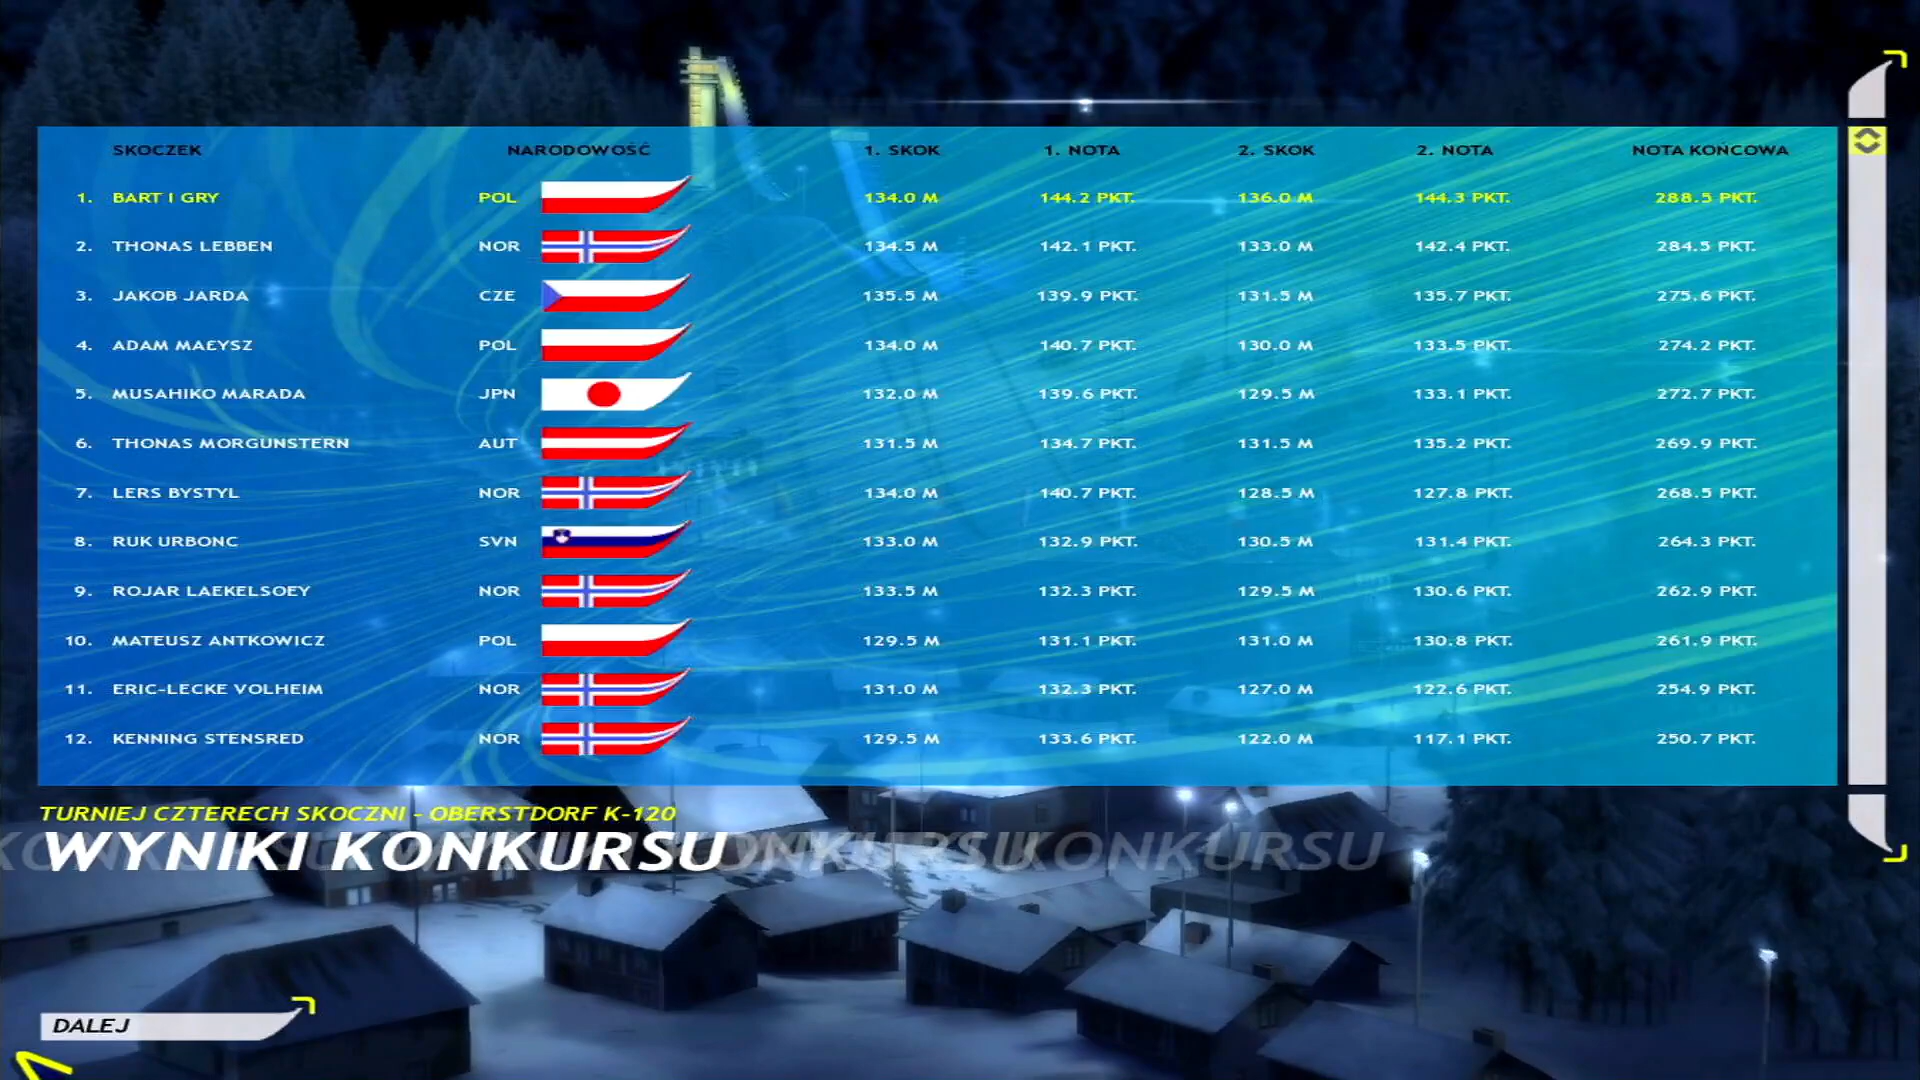 SKOCZEK NARODOWOŚĆ 1. SKOK 1. NOTA 2. SKOK 2. NOTA NOTA KOŃCOWA
1. BART I GRY POL 134.0 M 144.2 PKT. 136.0 M 144.3 PKT. 288.5 PKT.
2. THONAS LEBBEN NOR 134.5 M 142.1 PKT. 133.0 M 142.4 PKT. 284.5 PKT.
3. JAKOB JARDA CZE 135.5 M 139.9 PKT. 131.5 M 135.7 PKT. 275.6 PKT.
4. ADAM MAEYSZ POL 134.0 M 140.7 PKT. 130.0 M 133.5 PKT. 274.2 PKT.
5. MUSAHIKO MARADA JPN 132.0 M 139.6 PKT. 129.5 M 133.1 PKT. 272.7 PKT.
6. THONAS MORGUNSTERN AUT 131.5 M 134.7 PKT. 131.5 M 135.2 PKT. 269.9 PKT.
7. LERS BYSTYL NOR 134.0 M 140.7 PKT. 128.5 M 127.8 PKT. 268.5 PKT.
8. RUK URBONC SVN 133.0 M 132.9 PKT. 130.5 M 131.4 PKT. 264.3 PKT.
9. ROJAR LAEKELSOEY NOR 133.5 M 132.3 PKT. 129.5 M 130.6 PKT. 262.9 PKT.
10. MATEUSZ ANTKOWICZ POL 129.5 M 131.1 PKT. 131.0 M 130.8 PKT. 261.9 PKT.
11. ERIC-LECKE VOLHEIM NOR 131.0 M 132.3 PKT. 127.0 M 122.6 PKT. 254.9 PKT.
12. KENNING STENSRED NOR 129.5 M 133.6 PKT. 122.0 M 117.1 PKT. 250.7 PKT.
TURNIEJ CZTERECH SKOCZNI - OBERSTDORF K-120
WYNIKI KONKURSU KONKURSU
DALEJ